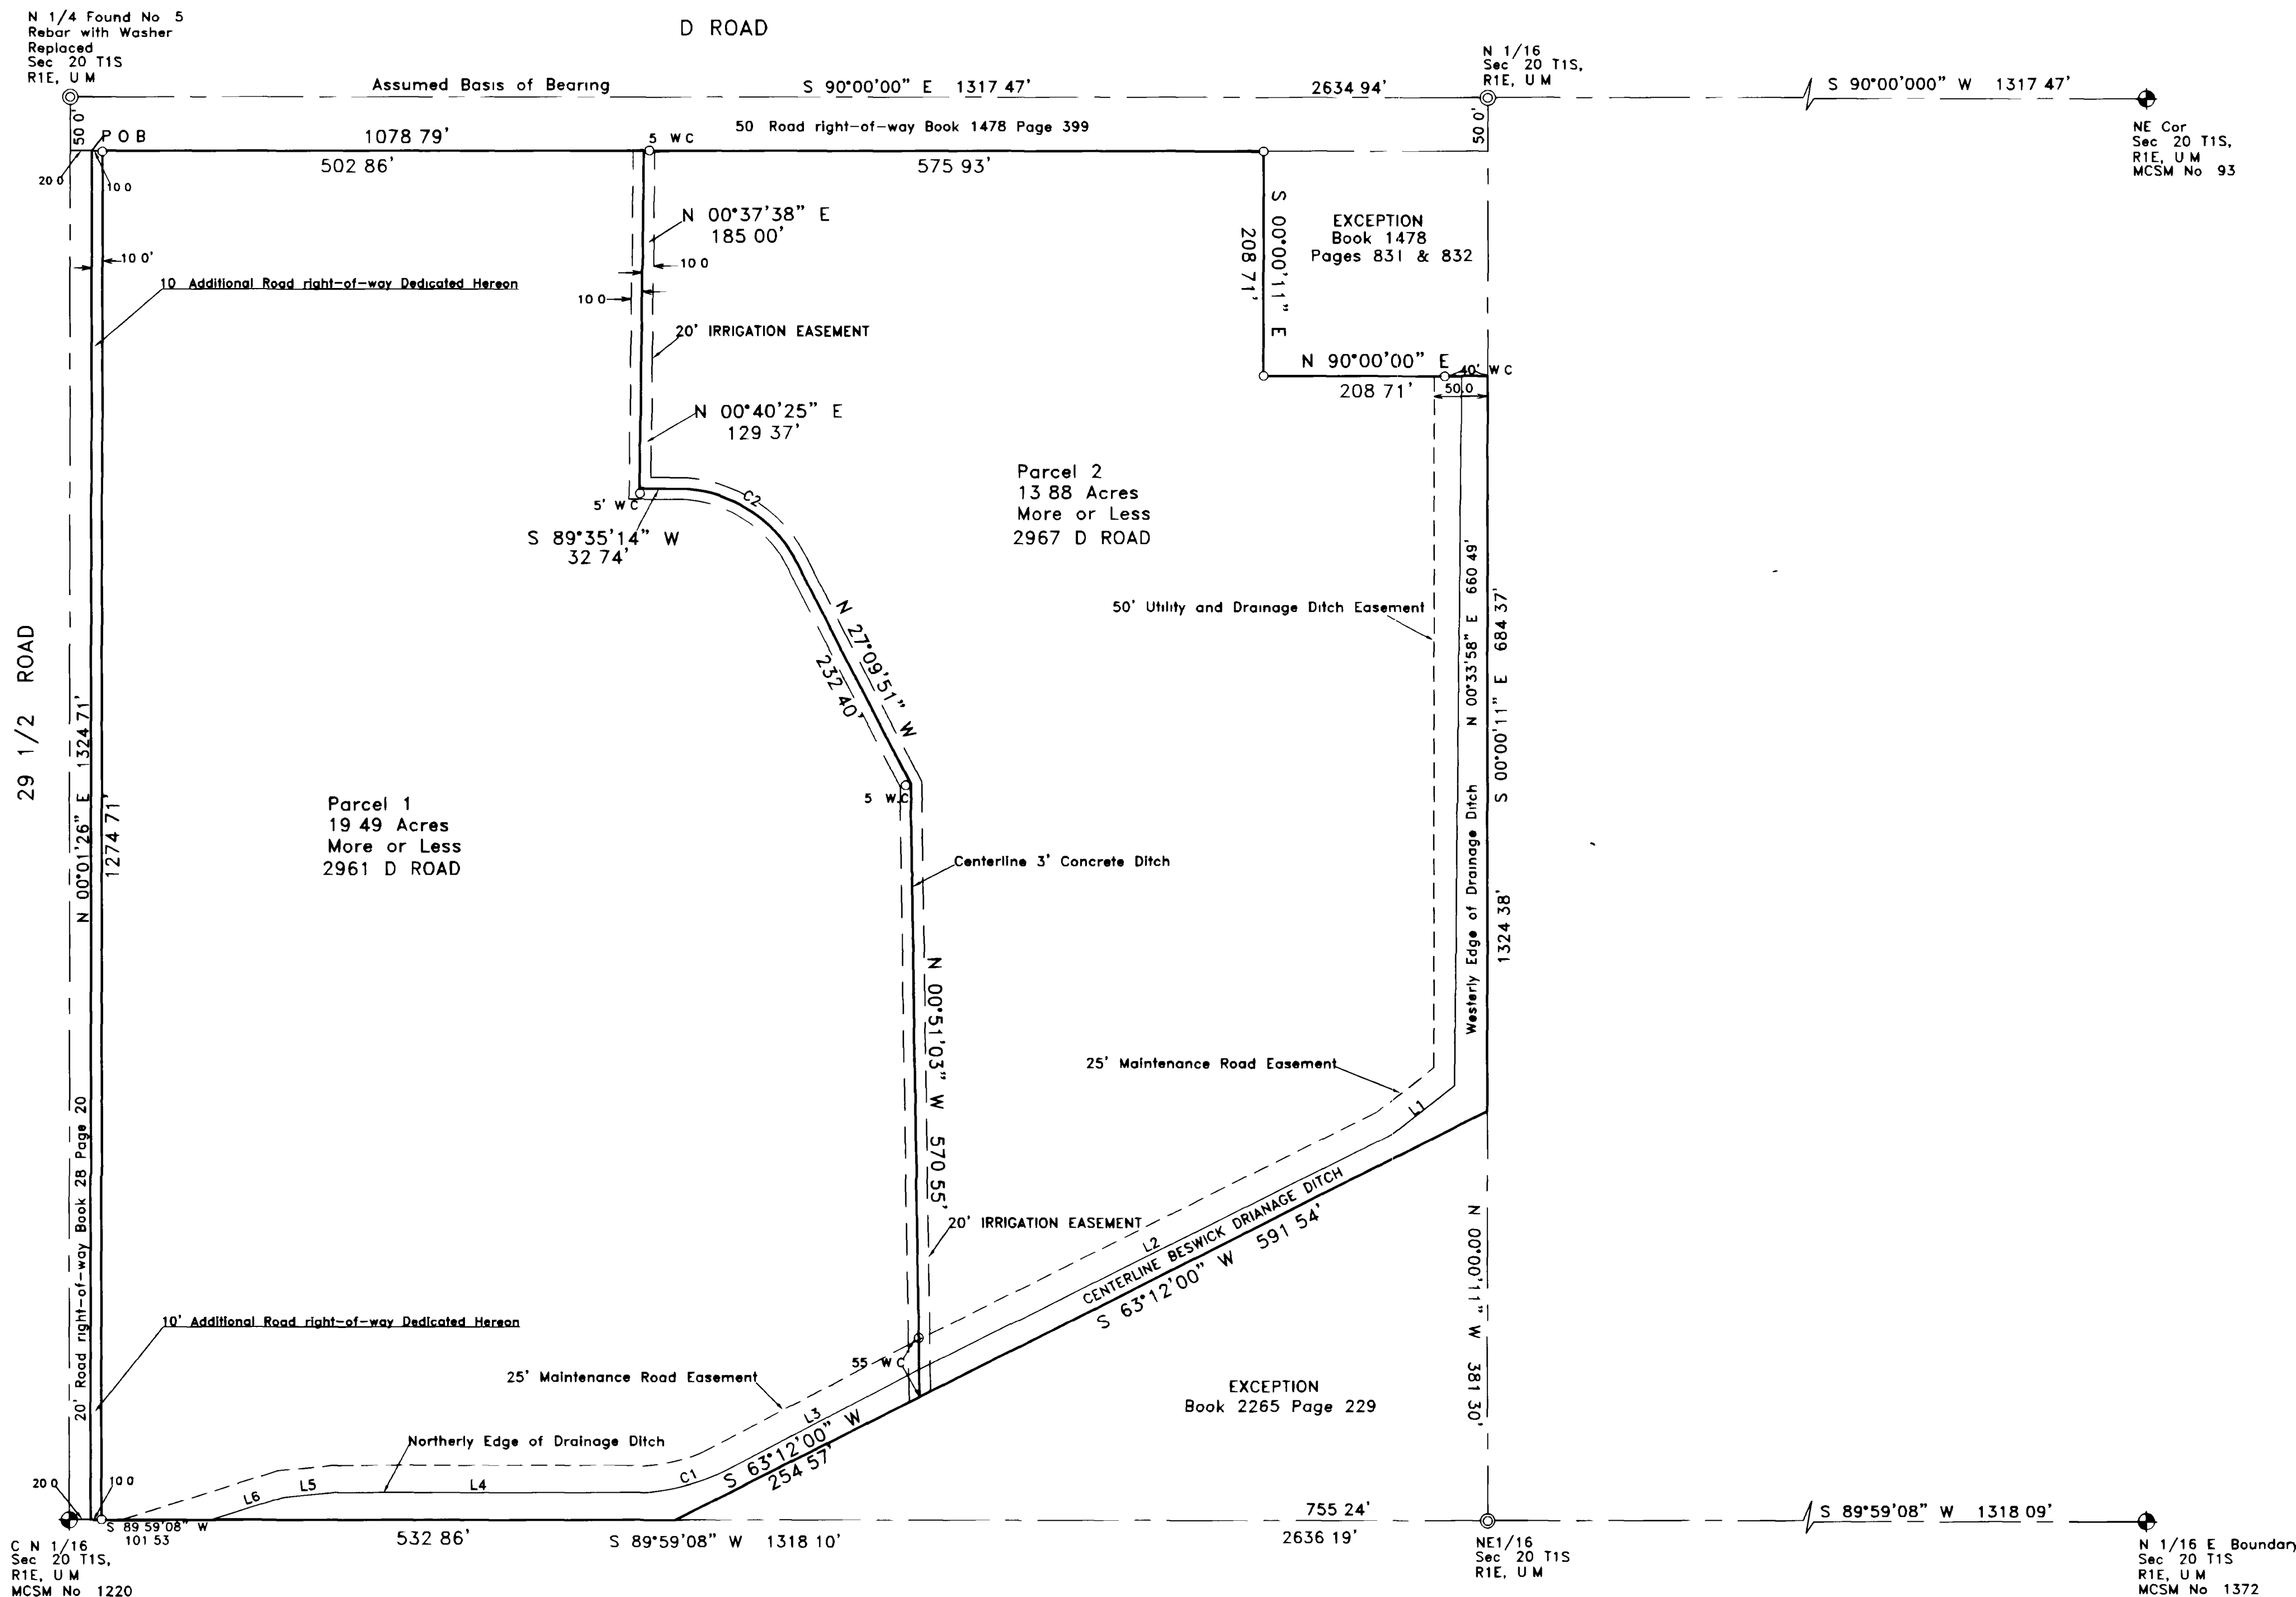 N 1/4 Found No 5
Rebar with Washer
Replaced
Sec 20 T1S
R1E, U M
D ROAD
N 1/16
Sec 20 T1S,
R1E, U M
Assumed Basis of Bearing
S 90°00'00" E 1317 47'
2634 94'
S 90°00'000" W 1317 47'
NE Cor
Sec 20 T1S,
R1E, U M
MCSM No 93
50 0'
P O B
1078 79'
5 W C
50 Road right-of-way Book 1478 Page 399
50 0'
502 86'
575 93'
20 0
10 0
N 00°37'38" E
185 00'
10 0'
10 0
10 Additional Road right-of-way Dedicated Hereon
10 0
20' IRRIGATION EASEMENT
S 00°00'11" E
208 71'
EXCEPTION
Book 1478
Pages 831 & 832
N 90°00'00" E
40' W C
208 71'
50.0
N 00°40'25" E
129 37'
Parcel 2
13 88 Acres
More or Less
2967 D ROAD
C2
5' W C
S 89°35'14" W
32 74'
N 27°09'51" W
232 40'
50' Utility and Drainage Ditch Easement
N 00°33'58" E 660 49'
Westerly Edge of Drainage Ditch
S 00°00'11" E 684 37'
1324 38'
29 1/2 ROAD
N 00°01'26" E 1324 71'
1274 71'
Parcel 1
19 49 Acres
More or Less
2961 D ROAD
5 W.C
Centerline 3' Concrete Ditch
N 00°51'03" W 570 55'
25' Maintenance Road Easement
L1
20' IRRIGATION EASEMENT
L2
CENTERLINE BESWICK DRIANAGE DITCH
S 63°12'00" W 591 54'
N 00°00'11" W 381 30'
20' Road right-of-way Book 28 Page 20
10' Additional Road right-of-way Dedicated Hereon
55 W C
25' Maintenance Road Easement
EXCEPTION
Book 2265 Page 229
L3
S 63°12'00" W
254 57'
Northerly Edge of Drainage Ditch
C1
L4
L5
L6
20 0
10 0
S 89 59'08" W
101 53
532 86'
S 89°59'08" W 1318 10'
755 24'
2636 19'
S 89°59'08" W 1318 09'
C N 1/16
Sec 20 T1S,
R1E, U M
MCSM No 1220
NE1/16
Sec 20 T1S
R1E, U M
N 1/16 E Boundary
Sec 20 T1S
R1E, U M
MCSM No 1372